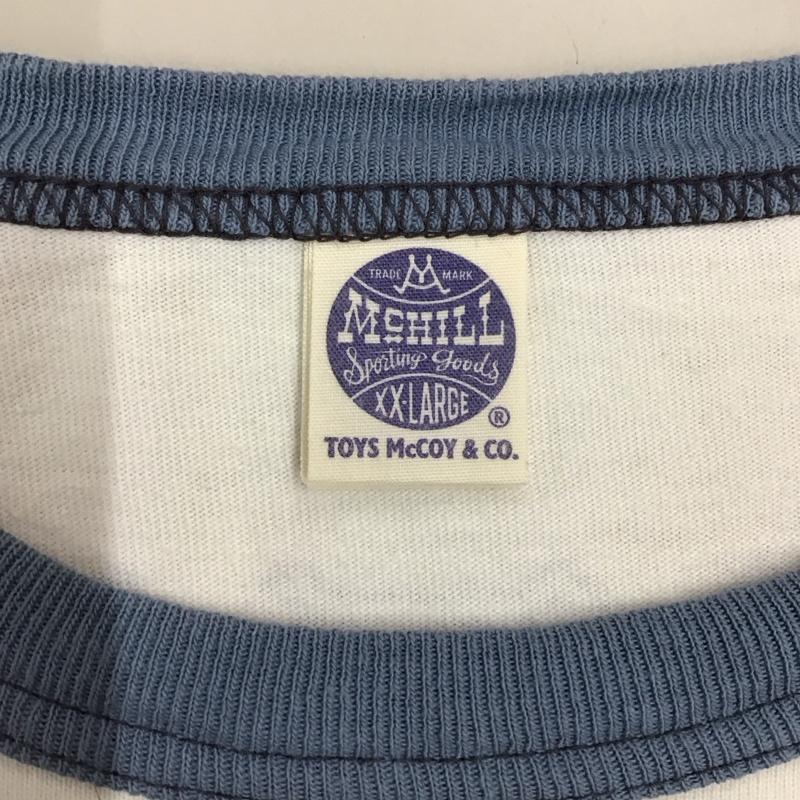 TRADE MARK
McHILL
Sporting Goods
XX-LARGE ®
TOYS McCOY & CO.